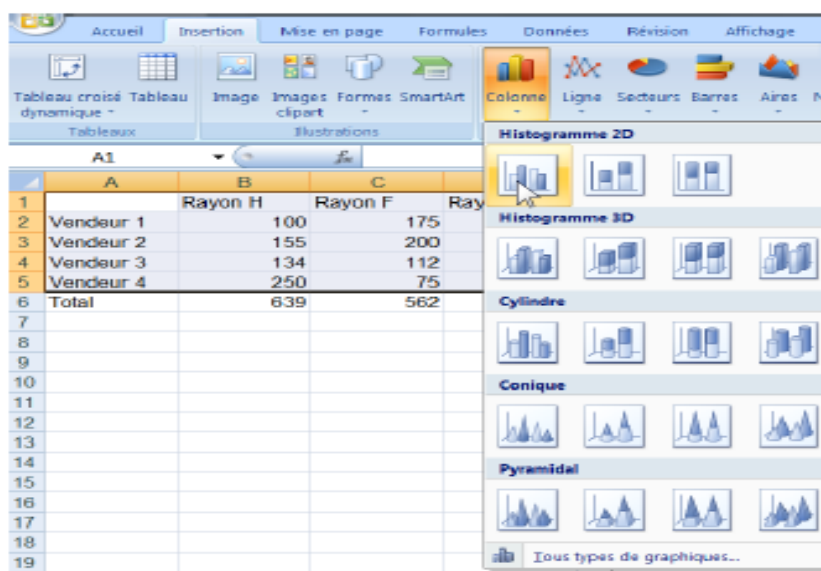 Accueil Insertion Mise en page Formules Données Révision Affichage
Tableau croisé dynamique Tableau Image Images clipart Formes SmartArt Colonne Ligne Secteurs Barres Aires
Tableaux Illustrations
Histogramme 2D
A1 fx
A B C
1 Rayon H Rayon F Ray
2 Vendeur 1 100 175
3 Vendeur 2 155 200
4 Vendeur 3 134 112
5 Vendeur 4 250 75
6 Total 639 562
7
8
9
10
11
12
13
14
15
16
17
18
19
Histogramme 3D
Cylindre
Conique
Pyramidal
Tous types de graphiques...